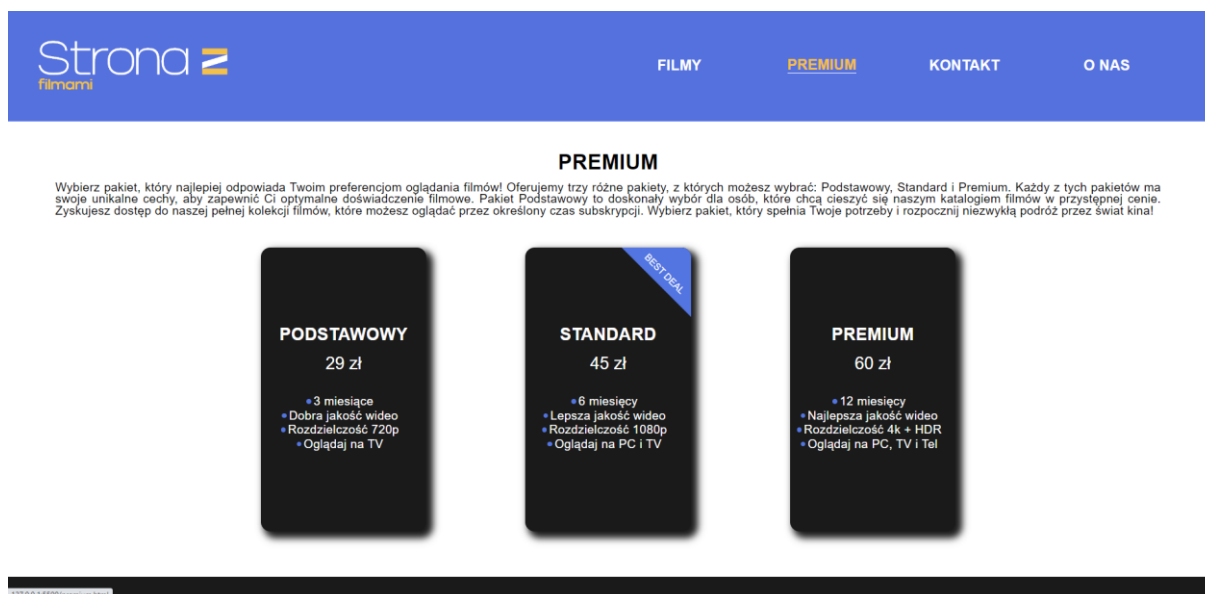 Strona Z
filmami
FILMY
PREMIUM
KONTAKT
O NAS
PREMIUM
Wybierz pakiet, który najlepiej odpowiada Twoim preferencjom oglądania filmów! Oferujemy trzy różne pakiety, z których możesz wybrać: Podstawowy, Standard i Premium. Każdy z tych pakietów ma
swoje unikalne cechy, aby zapewnić Ci optymalne doświadczenie filmowe. Pakiet Podstawowy to doskonały wybór dla osób, które chcą cieszyć się naszym katalogiem filmów w przystępnej cenie.
Zyskujesz dostęp do naszej pełnej kolekcji filmów, które możesz oglądać przez określony czas subskrypcji. Wybierz pakiet, który spełnia Twoje potrzeby i rozpocznij niezwykłą podróż przez świat kina!
PODSTAWOWY
29 zł
•3 miesiące
•Dobra jakość wideo
•Rozdzielczość 720p
•Oglądaj na TV
BEST DEAL
STANDARD
45 zł
•6 miesięcy
•Lepsza jakość wideo
•Rozdzielczość 1080p
•Oglądaj na PC i TV
PREMIUM
60 zł
•12 miesięcy
•Najlepsza jakość wideo
•Rozdzielczość 4k + HDR
•Oglądaj na PC, TV i Tel